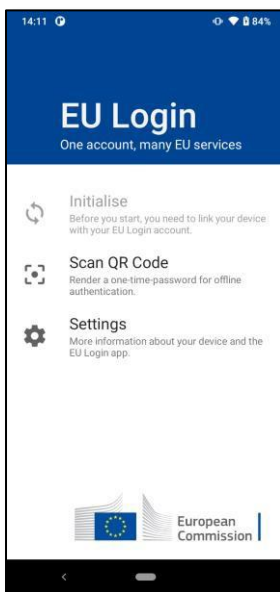 14:11 84%
EU Login
One account, many EU services
Initialise
Before you start, you need to link your device
with your EU Login account.
Scan QR Code
Render a one-time-password for offline
authentication.
Settings
More information about your device and the
EU Login app.
European
Commission